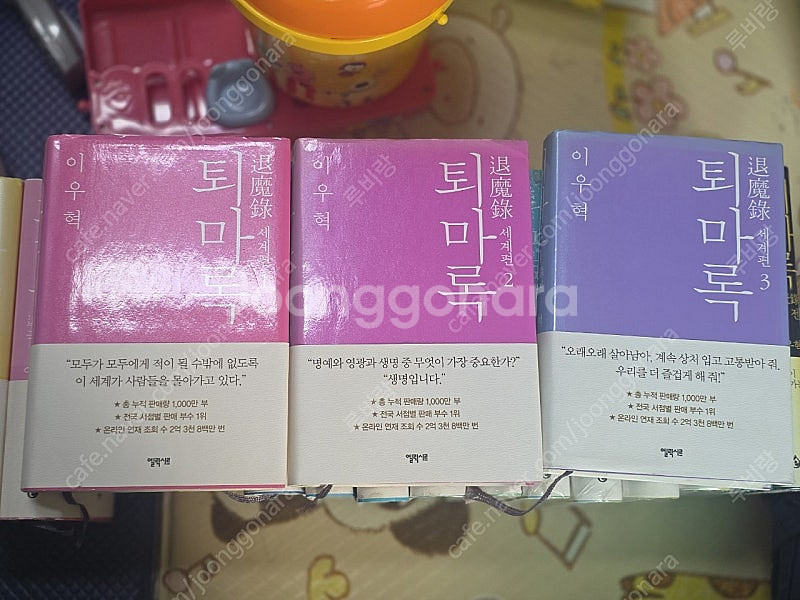 이우혁
退魔錄
퇴마록
세계편
"모두가 모두에게 적이 될 수밖에 없도록
이 세계가 사람들을 몰아가고 있다."
★ 총 누적 판매량 1,000만 부
★ 전국 서점별 판매 부수 1위
★ 온라인 연재 조회 수 2억 3천 8백만 번
엘릭시르
이우혁
退魔錄
퇴마록
세계편
2
"명예와 영광과 생명 중 무엇이 가장 중요한가?"
"생명입니다."
★ 총 누적 판매량 1,000만 부
★ 전국 서점별 판매 부수 1위
★ 온라인 연재 조회 수 2억 3천 8백만 번
엘릭시르
이우혁
退魔錄
퇴마록
세계편
3
"오래오래 살아남아, 계속 상처 입고 고통받아 줘.
우리를 더 즐겁게 해 줘!"
★ 총 누적 판매량 1,000만 부
★ 전국 서점별 판매 부수 1위
★ 온라인 연재 조회 수 2억 3천 8백만 번
엘릭시르
joonggonara
cafe.naver.com/joonggonara
루비랑